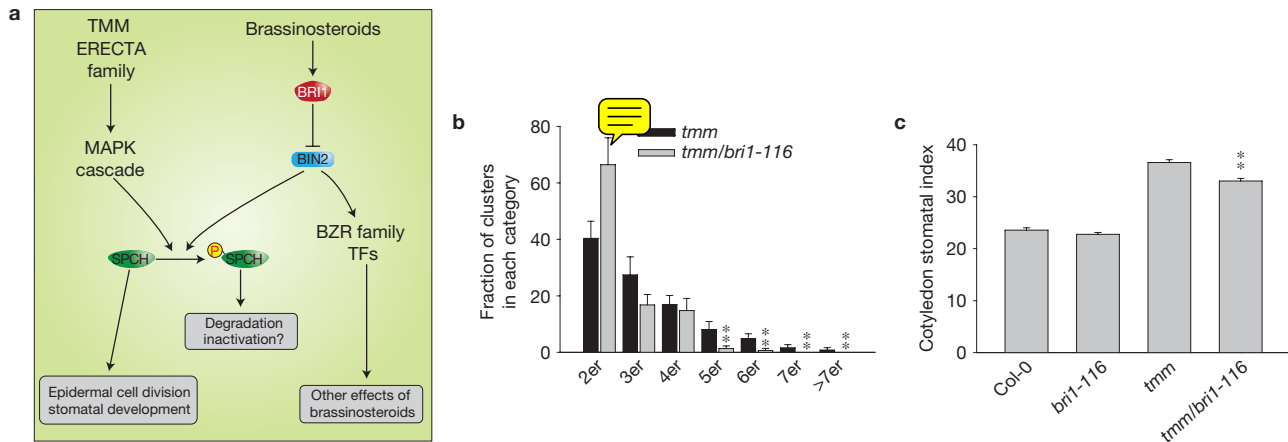 a
TMM
ERECTA
family
Brassinosteroids
BRI1
MAPK
cascade
BIN2
BZR family
TFs
SPCH
P
SPCH
Degradation
inactivation?
Epidermal cell division
stomatal development
Other effects of
brassinosteroids
b
Fraction of clusters
in each category
80
60
40
20
0
tmm
tmm/bri1-116
**
**
**
**
2er
3er
4er
5er
6er
7er
>7er
c
Cotyledon stomatal index
40
30
20
10
0
**
Col-0
bri1-116
tmm
tmm/bri1-116